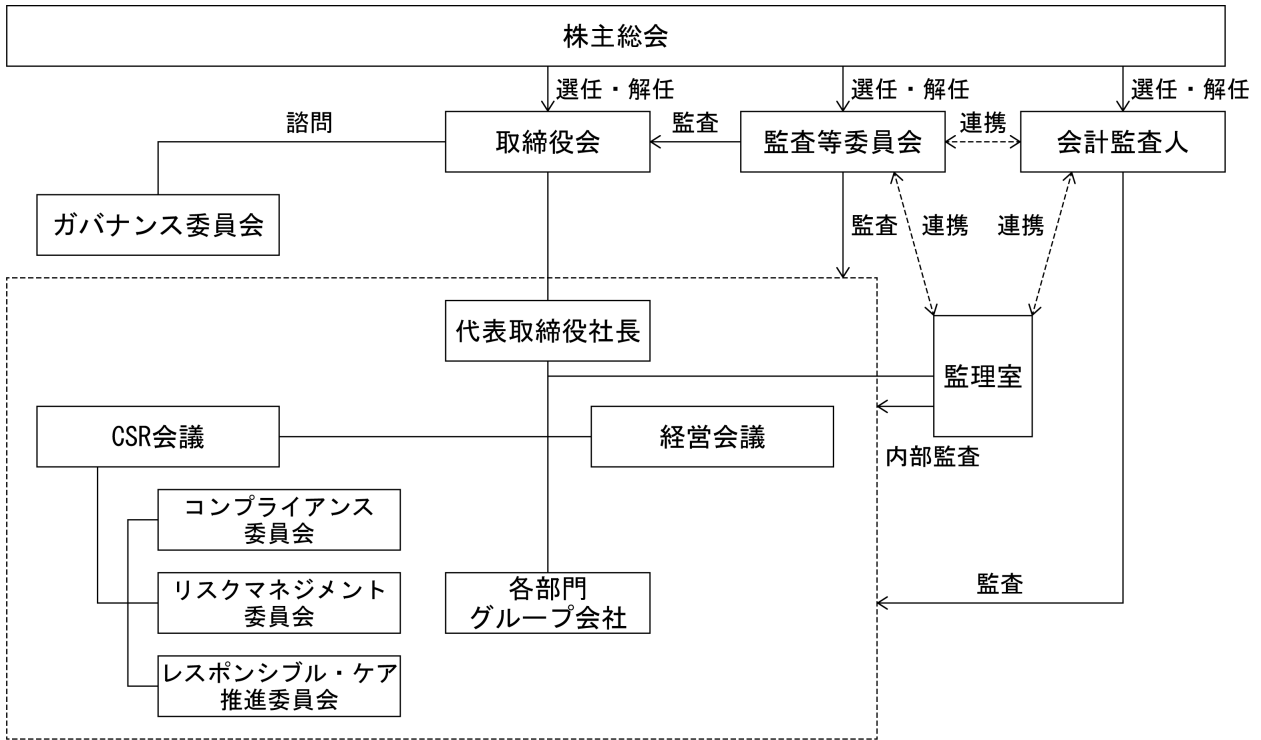 株主総会
選任・解任
選任・解任
選任・解任
諮問
取締役会
監査
監査等委員会
連携
会計監査人
ガバナンス委員会
監査
連携
連携
代表取締役社長
監理室
CSR会議
経営会議
内部監査
コンプライアンス
委員会
リスクマネジメント
委員会
各部門
グループ会社
監査
レスポンシブル・ケア
推進委員会